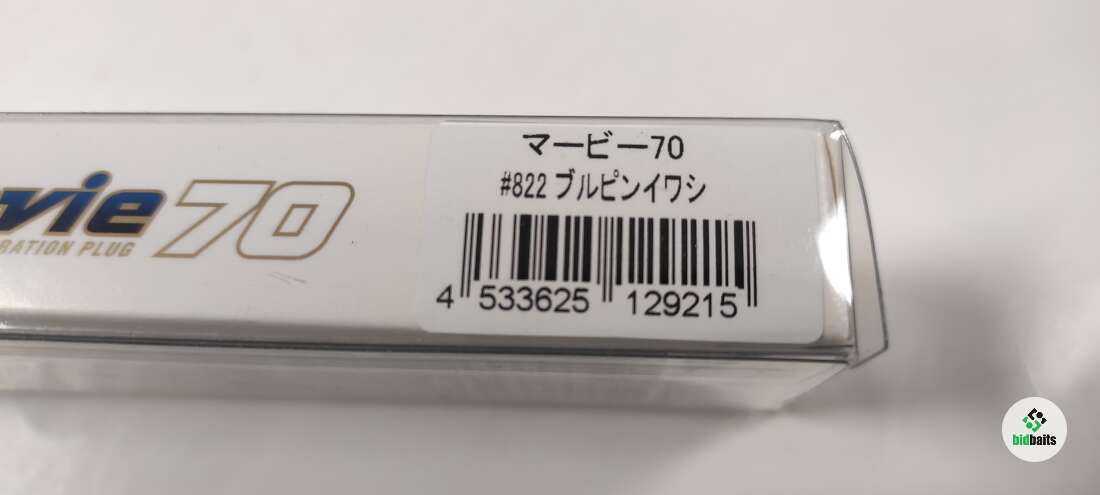 マービー70
#822 ブルピンイワシ
vie 70
RATION PLUG
4 533625 129215
bidbaits